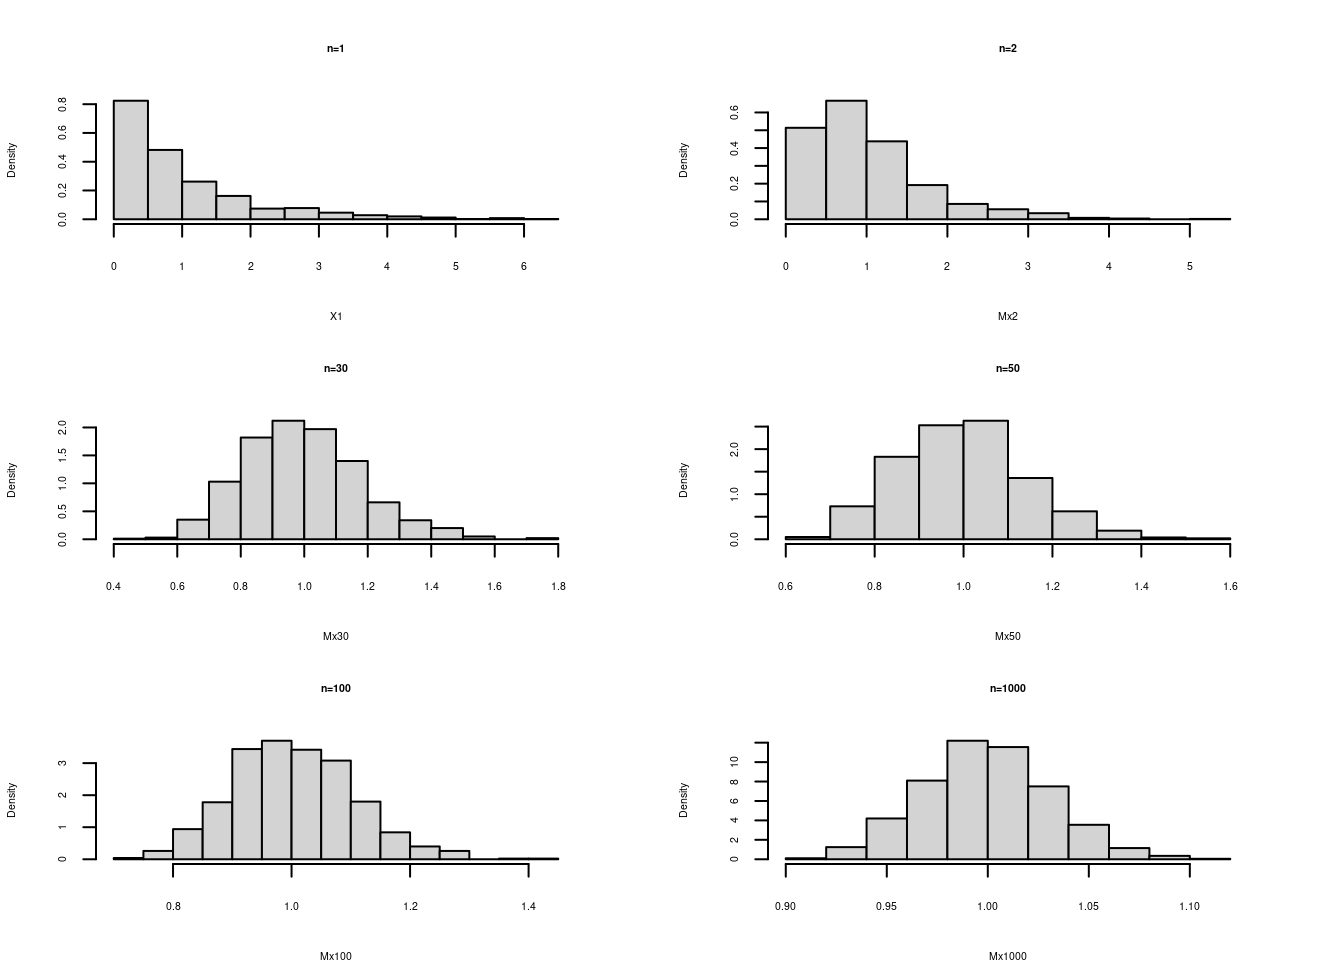 n=1
Density
0.0 0.2 0.4 0.6 0.8
0 1 2 3 4 5 6
X1
n=2
Density
0.0 0.2 0.4 0.6
0 1 2 3 4 5
Mx2
n=30
Density
0.0 0.5 1.0 1.5 2.0
0.4 0.6 0.8 1.0 1.2 1.4 1.6 1.8
Mx30
n=50
Density
0.0 1.0 2.0
0.6 0.8 1.0 1.2 1.4 1.6
Mx50
n=100
Density
0 1 2 3
0.8 1.0 1.2 1.4
Mx100
n=1000
Density
0 2 4 6 8 10
0.90 0.95 1.00 1.05 1.10
Mx1000